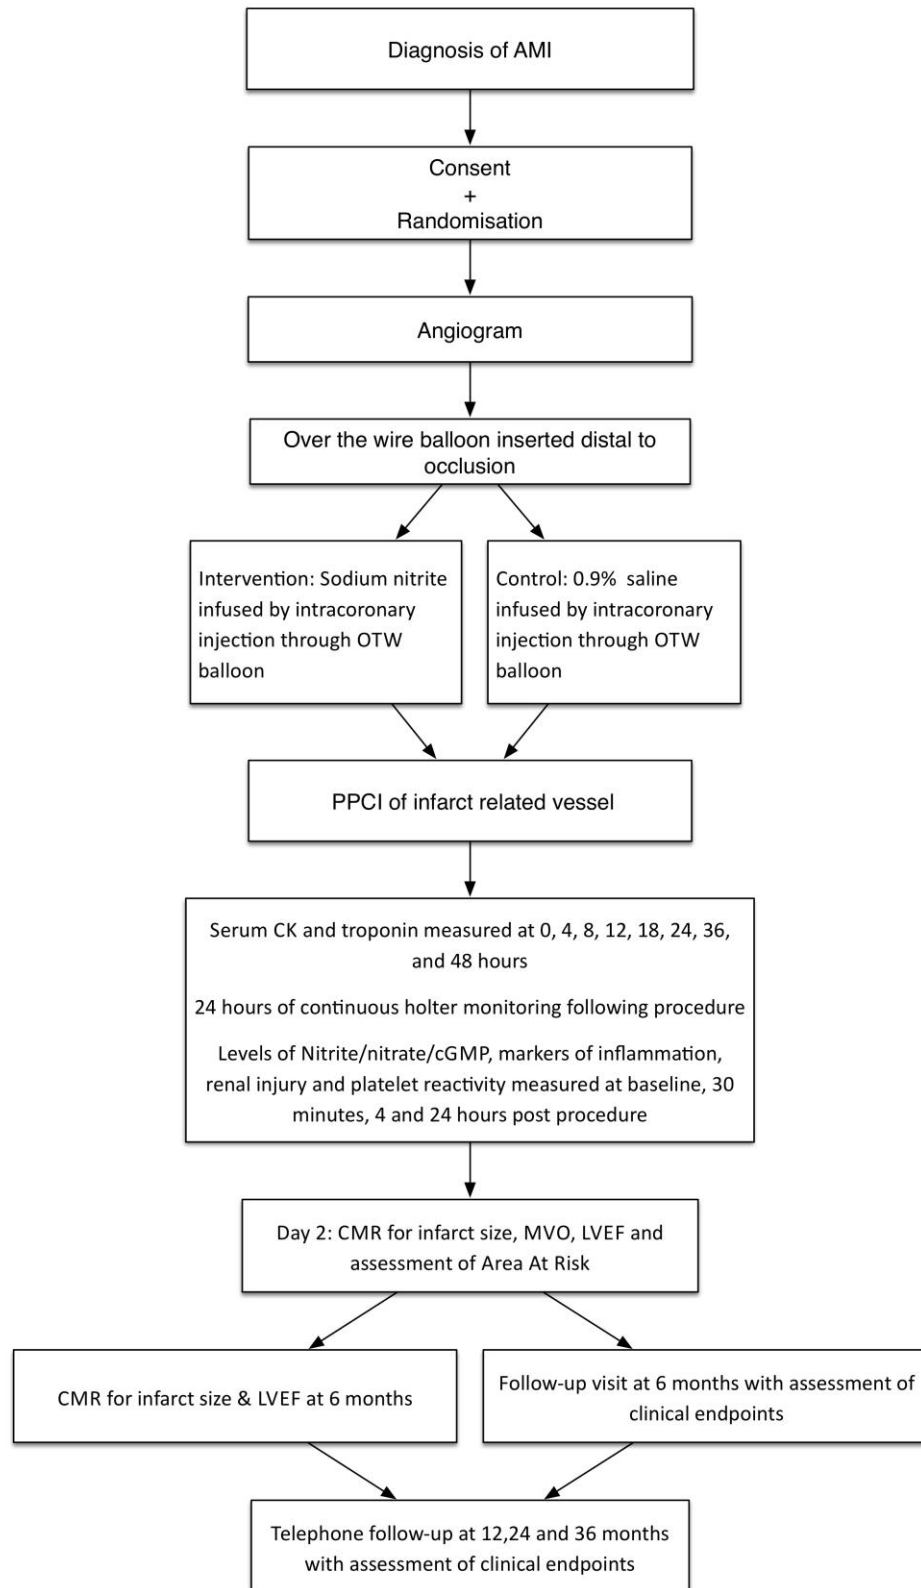 Diagnosis of AMI
Consent
+
Randomisation
Angiogram
Over the wire balloon inserted distal to
occlusion
Intervention: Sodium nitrite
infused by intracoronary
injection through OTW
balloon
Control: 0.9% saline
infused by intracoronary
injection through OTW
balloon
PPCI of infarct related vessel
Serum CK and troponin measured at 0, 4, 8, 12, 18, 24, 36,
and 48 hours
24 hours of continuous holter monitoring following procedure
Levels of Nitrite/nitrate/cGMP, markers of inflammation,
renal injury and platelet reactivity measured at baseline, 30
minutes, 4 and 24 hours post procedure
Day 2: CMR for infarct size, MVO, LVEF and
assessment of Area At Risk
CMR for infarct size & LVEF at 6 months
Follow-up visit at 6 months with assessment of
clinical endpoints
Telephone follow-up at 12,24 and 36 months
with assessment of clinical endpoints